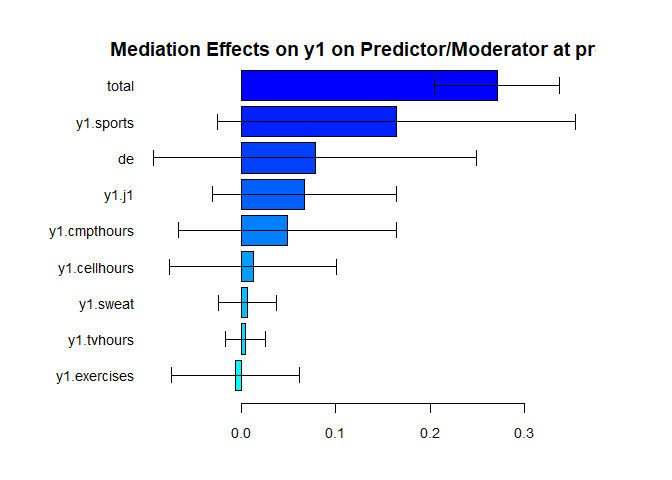 Mediation Effects on y1 on Predictor/Moderator at pr
total
y1.sports
de
y1.j1
y1.cmpthours
y1.cellhours
y1.sweat
y1.tvhours
y1.exercises
0.0 0.1 0.2 0.3